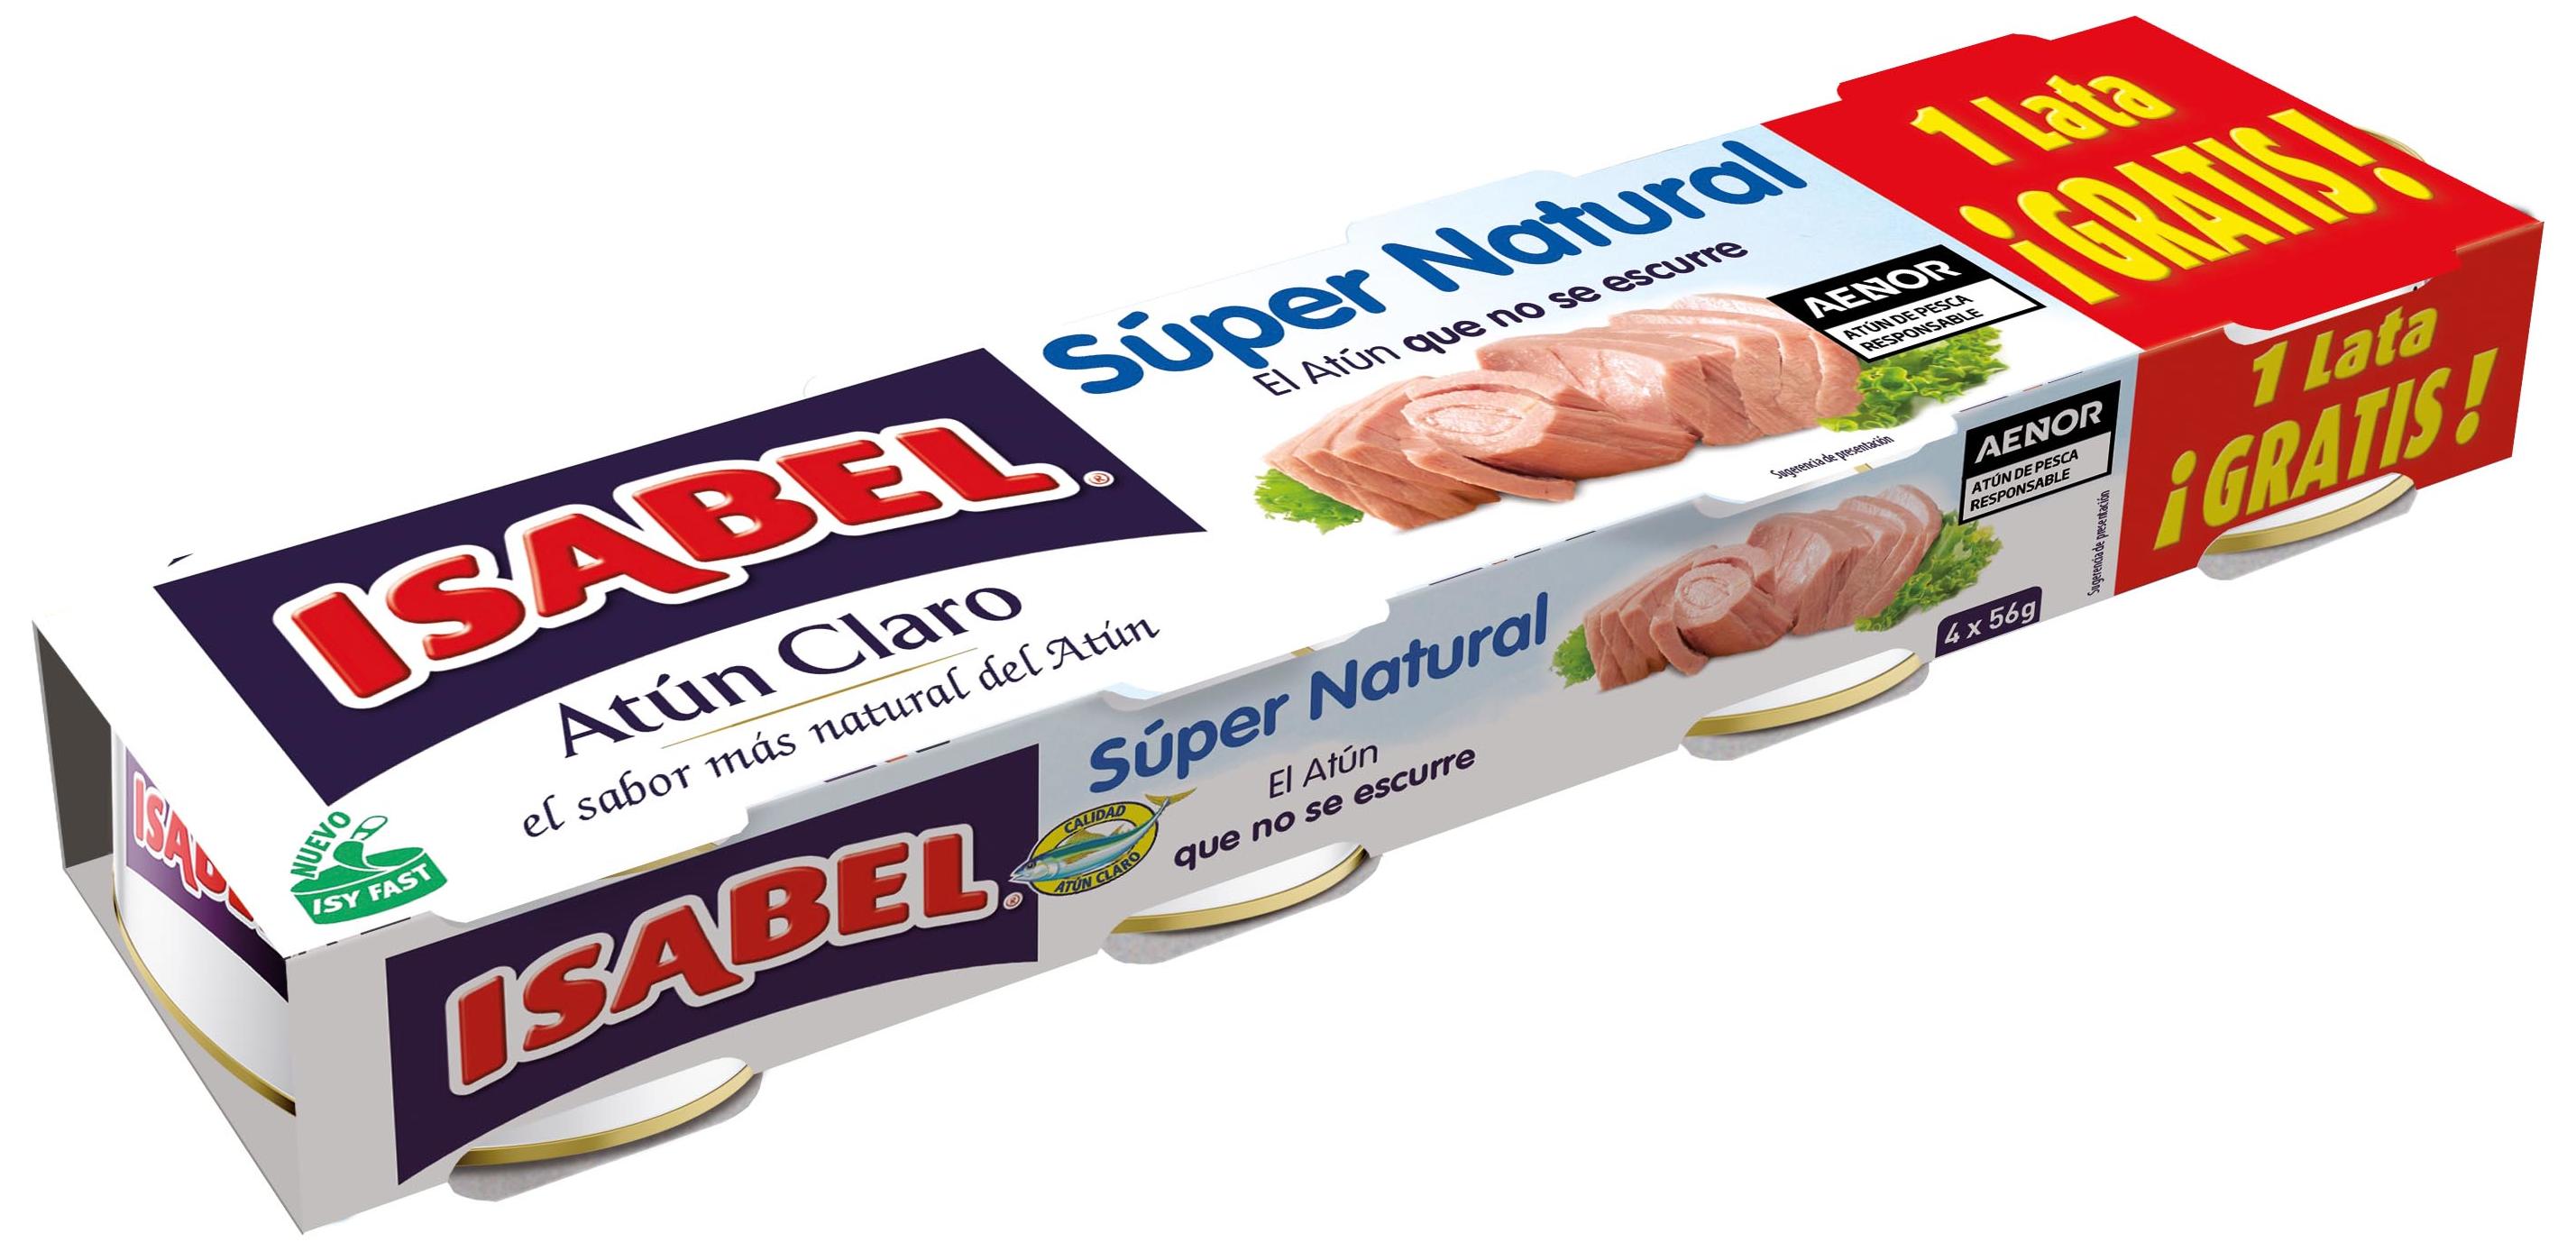 ISABEL®
Atún Claro
el sabor más natural del Atún
NUEVO
ISY FAST
Súper Natural
El Atún que no se escurre
AENOR
ATÚN DE PESCA
RESPONSABLE
Sugerencia de presentación
1 Lata
¡GRATIS!
ISABEL®
CALIDAD
ATÚN CLARO
Súper Natural
El Atún
que no se escurre
AENOR
ATÚN DE PESCA
RESPONSABLE
Sugerencia de presentación
4 x 56g
1 Lata
¡GRATIS!